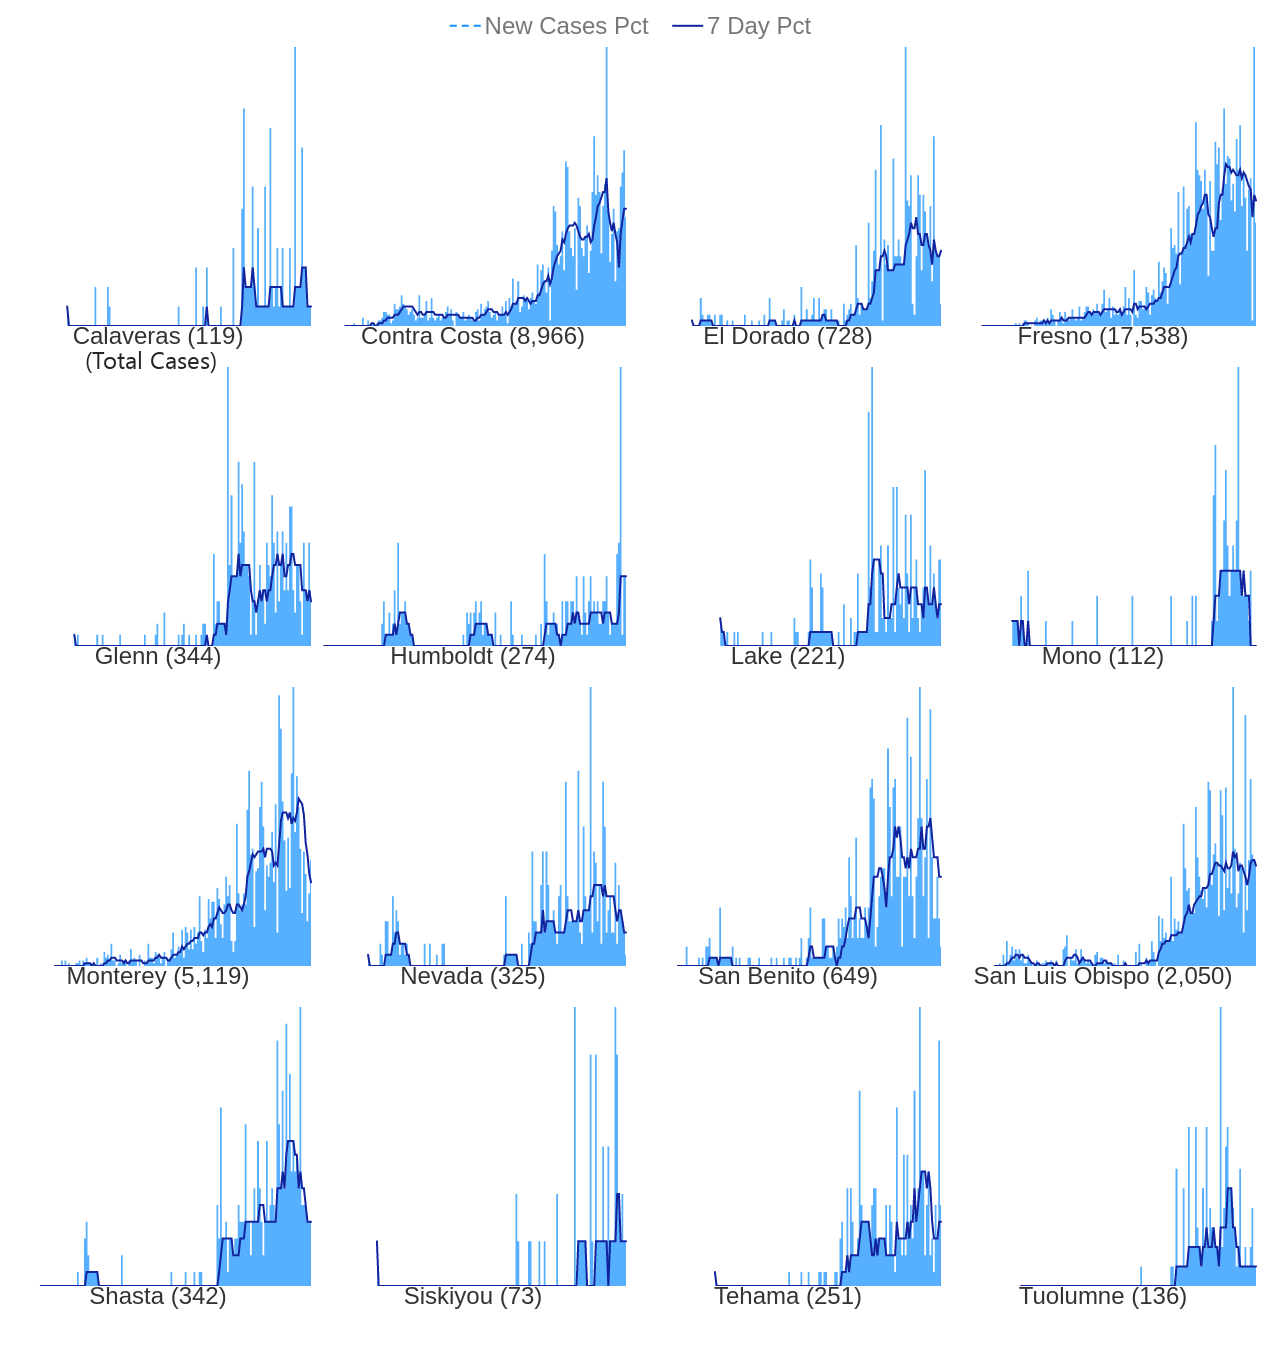 New Cases Pct 7 Day Pct
Calaveras (119) Contra Costa (8,966) El Dorado (728) Fresno (17,538)
(Total Cases)
Glenn (344) Humboldt (274) Lake (221) Mono (112)
Monterey (5,119) Nevada (325) San Benito (649) San Luis Obispo (2,050)
Shasta (342) Siskiyou (73) Tehama (251) Tuolumne (136)